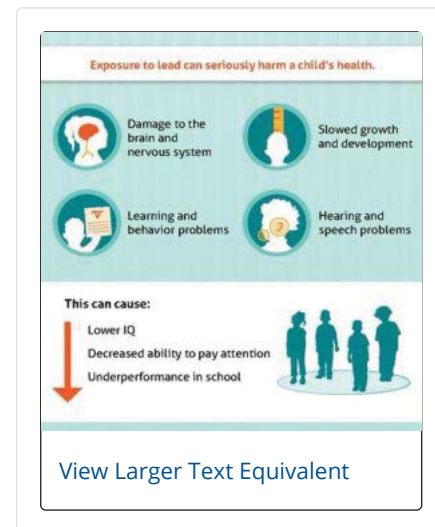 Exposure to lead can seriously harm a child's health.
Damage to the
brain and
nervous system
Slowed growth
and development
Learning and
behavior problems
Hearing and
speech problems
This can cause:
Lower IQ
Decreased ability to pay attention
Underperformance in school
View Larger Text Equivalent